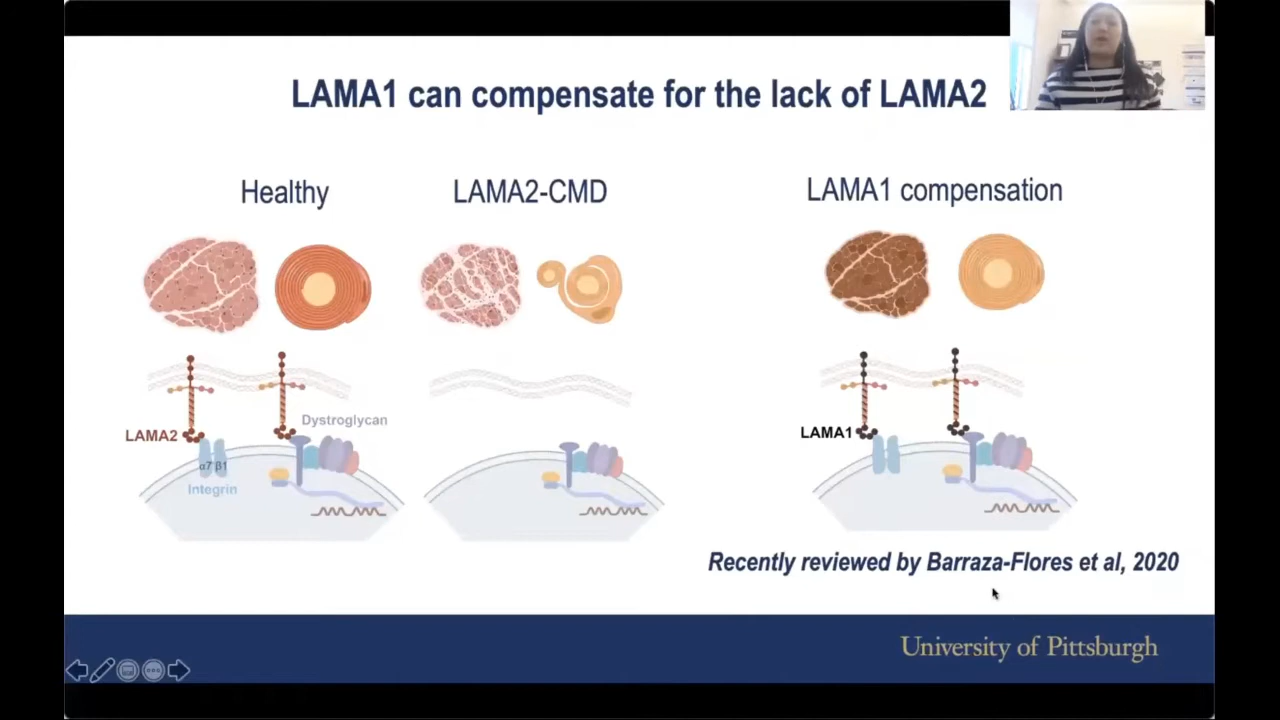 LAMA1 can compensate for the lack of LAMA2
Healthy
LAMA2-CMD
LAMA1 compensation
LAMA2
Dystroglycan
α7 β1
Integrin
LAMA1
Recently reviewed by Barraza-Flores et al, 2020
University of Pittsburgh